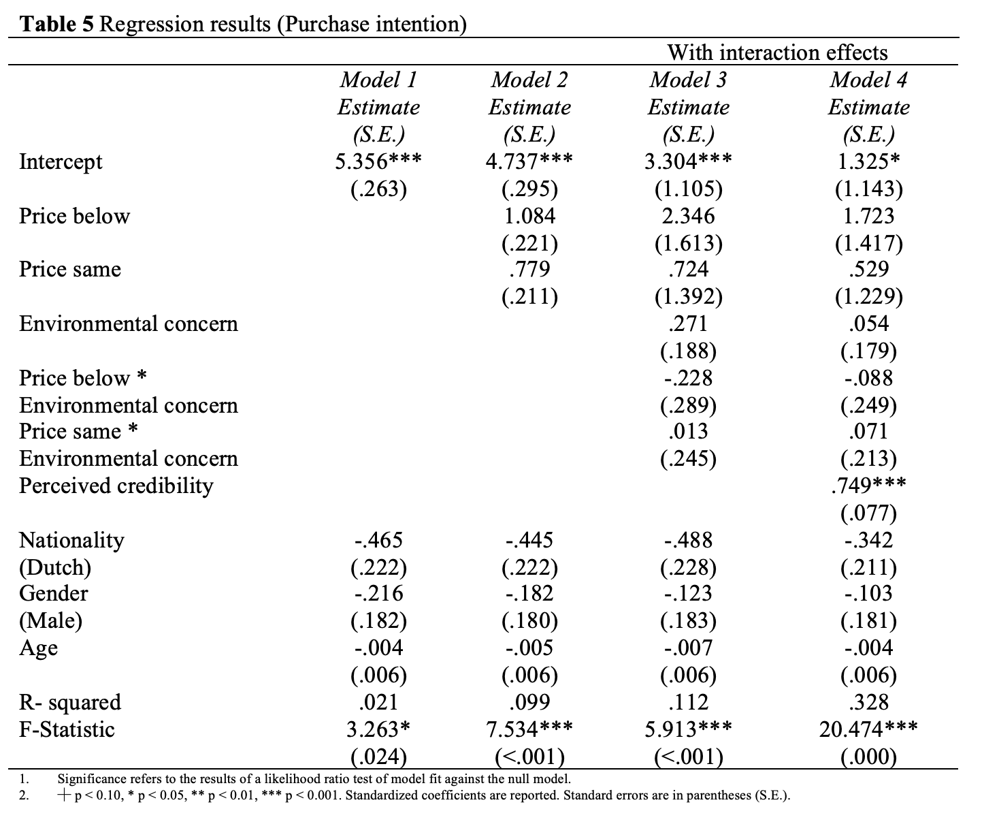 Table 5 Regression results (Purchase intention)
With interaction effects
Model 1 Model 2 Model 3 Model 4
Estimate Estimate Estimate Estimate
(S.E.) (S.E.) (S.E.) (S.E.)
Intercept 5.356*** 4.737*** 3.304*** 1.325*
(.263) (.295) (1.105) (1.143)
Price below 1.084 2.346 1.723
(.221) (1.613) (1.417)
Price same .779 .724 .529
(.211) (1.392) (1.229)
Environmental concern .271 .054
(.188) (.179)
Price below * -.228 -.088
Environmental concern (.289) (.249)
Price same * .013 .071
Environmental concern (.245) (.213)
Perceived credibility .749***
(.077)
Nationality -.465 -.445 -.488 -.342
(Dutch) (.222) (.222) (.228) (.211)
Gender -.216 -.182 -.123 -.103
(Male) (.182) (.180) (.183) (.181)
Age -.004 -.005 -.007 -.004
(.006) (.006) (.006) (.006)
R- squared .021 .099 .112 .328
F-Statistic 3.263* 7.534*** 5.913*** 20.474***
(.024) (<.001) (<.001) (.000)
1. Significance refers to the results of a likelihood ratio test of model fit against the null model.
2. + p < 0.10, * p < 0.05, ** p < 0.01, *** p < 0.001. Standardized coefficients are reported. Standard errors are in parentheses (S.E.).